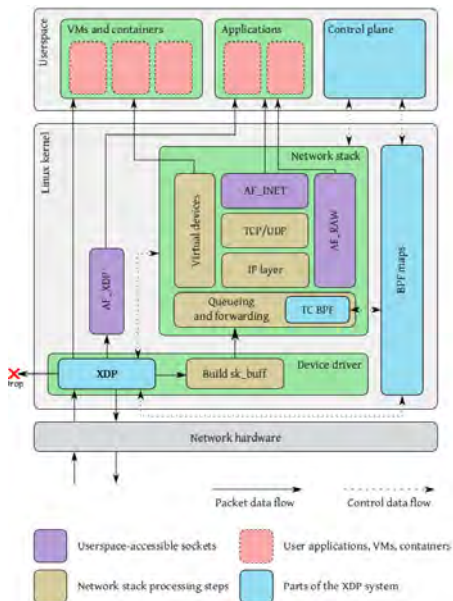 Userspace
VMs and containers
Applications
Control plane
Linux kernel
Network stack
Virtual devices
AF_INET
TCP/UDP
IP layer
AF_RAW
BPF maps
AF_XDP
Queueing
and forwarding
TC BPF
Device driver
Drop
XDP
Build sk_buff
Network hardware
Packet data flow
Control data flow
Userspace-accessible sockets
User applications, VMs, containers
Network stack processing steps
Parts of the XDP system